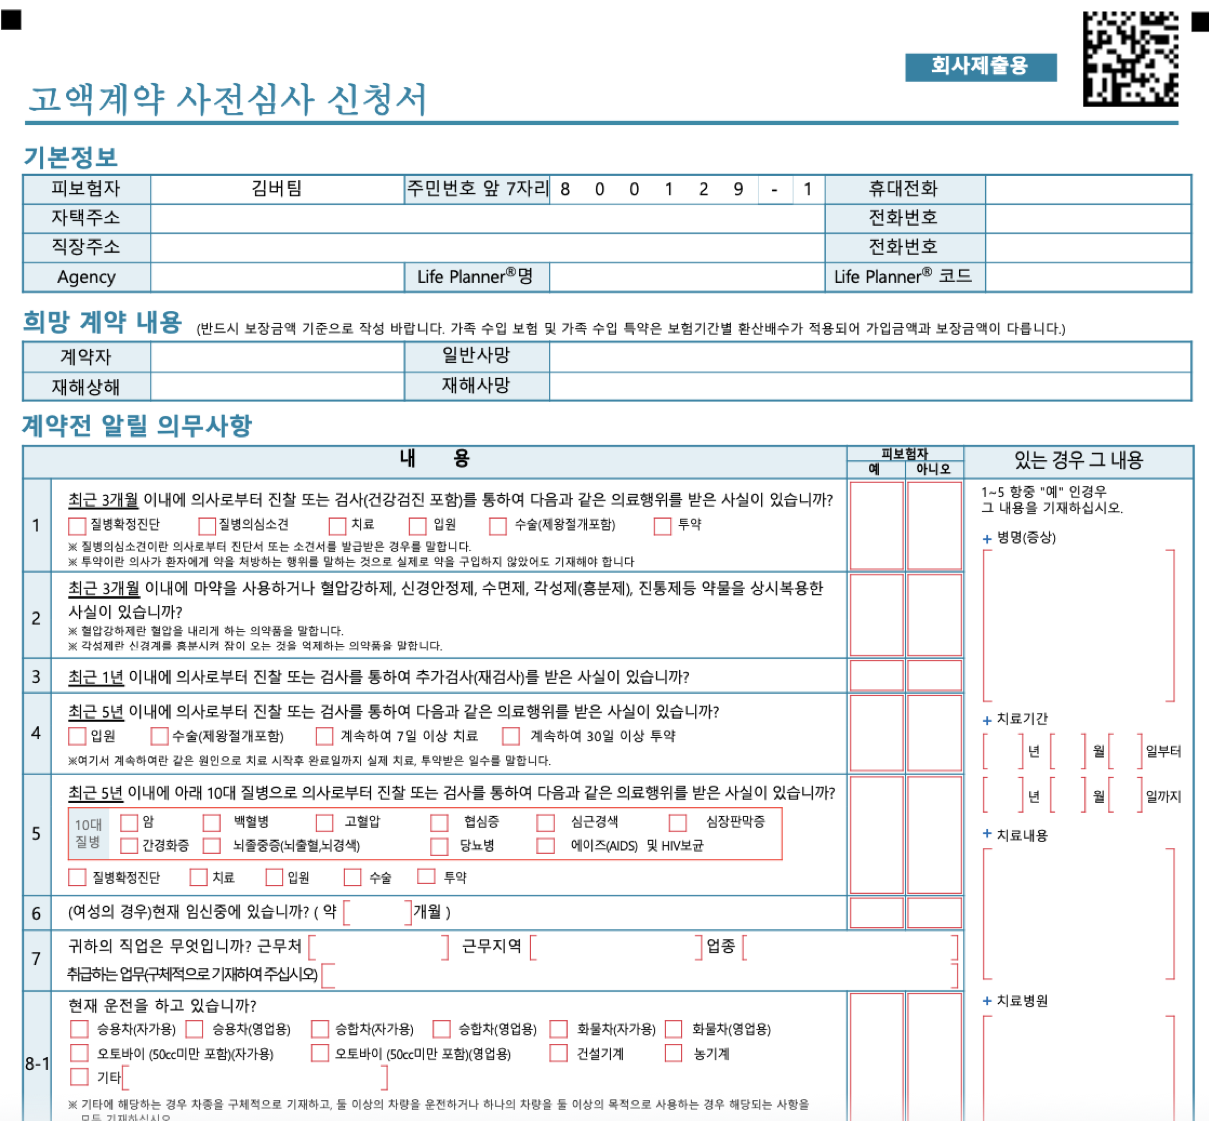 회사제출용
고액계약 사전심사 신청서
기본정보
피보험자 김버팀 주민번호 앞 7자리 8 0 0 1 2 9 - 1 휴대전화
자택주소 전화번호
직장주소 전화번호
Agency Life Planner®명 Life Planner® 코드
희망 계약 내용 (반드시 보장금액 기준으로 작성 바랍니다. 가족 수입 보험 및 가족 수입 특약은 보험기간별 환산배수가 적용되어 가입금액과 보장금액이 다릅니다.)
계약자 일반사망
재해상해 재해사망
계약전 알릴 의무사항
내 용 피보험자 있는 경우 그 내용
예 아니오
1 최근 3개월 이내에 의사로부터 진찰 또는 검사(건강검진 포함)를 통하여 다음과 같은 의료행위를 받은 사실이 있습니까?
질병확정진단 질병의심소견 치료 입원 수술(제왕절개포함) 투약
※ 질병의심소견이란 의사로부터 진단서 또는 소견서를 발급받은 경우를 말합니다.
※ 투약이란 의사가 환자에게 약을 처방하는 행위를 말하는 것으로 실제로 약을 구입하지 않았어도 기재해야 합니다
2 최근 3개월 이내에 마약을 사용하거나 혈압강하제, 신경안정제, 수면제, 각성제(흥분제), 진통제등 약물을 상시복용한
사실이 있습니까?
※ 혈압강하제란 혈압을 내리게 하는 의약품을 말합니다.
※ 각성제란 신경계를 흥분시켜 잠이 오는 것을 억제하는 의약품을 말합니다.
3 최근 1년 이내에 의사로부터 진찰 또는 검사를 통하여 추가검사(재검사)를 받은 사실이 있습니까?
4 최근 5년 이내에 의사로부터 진찰 또는 검사를 통하여 다음과 같은 의료행위를 받은 사실이 있습니까?
입원 수술(제왕절개포함) 계속하여 7일 이상 치료 계속하여 30일 이상 투약
※여기서 계속하여란 같은 원인으로 치료 시작후 완료일까지 실제 치료, 투약받은 일수를 말합니다.
5 최근 5년 이내에 아래 10대 질병으로 의사로부터 진찰 또는 검사를 통하여 다음과 같은 의료행위를 받은 사실이 있습니까?
10대 질병
암 백혈병 고혈압 협심증 심근경색 심장판막증
간경화증 뇌졸중증(뇌출혈,뇌경색) 당뇨병 에이즈(AIDS) 및 HIV보균
질병확정진단 치료 입원 수술 투약
6 (여성의 경우)현재 임신중에 있습니까? ( 약 [ ]개월 )
7 귀하의 직업은 무엇입니까? 근무처 [ ] 근무지역 [ ] 업종 [ ]
취급하는 업무(구체적으로 기재하여 주십시오) [ ]
8-1 현재 운전을 하고 있습니까?
승용차(자가용) 승용차(영업용) 승합차(자가용) 승합차(영업용) 화물차(자가용) 화물차(영업용)
오토바이 (50cc미만 포함)(자가용) 오토바이 (50cc미만 포함)(영업용) 건설기계 농기계
기타[ ]
※ 기타에 해당하는 경우 차종을 구체적으로 기재하고, 둘 이상의 차량을 운전하거나 하나의 차량을 둘 이상의 목적으로 사용하는 경우 해당되는 사항을
모두 기재하십시오
1~5 항중 "예" 인경우
그 내용을 기재하십시오.
+ 병명(증상)
+ 치료기간
[ ]년 [ ]월[ ]일부터
[ ]년 [ ]월[ ]일까지
+ 치료내용
+ 치료병원